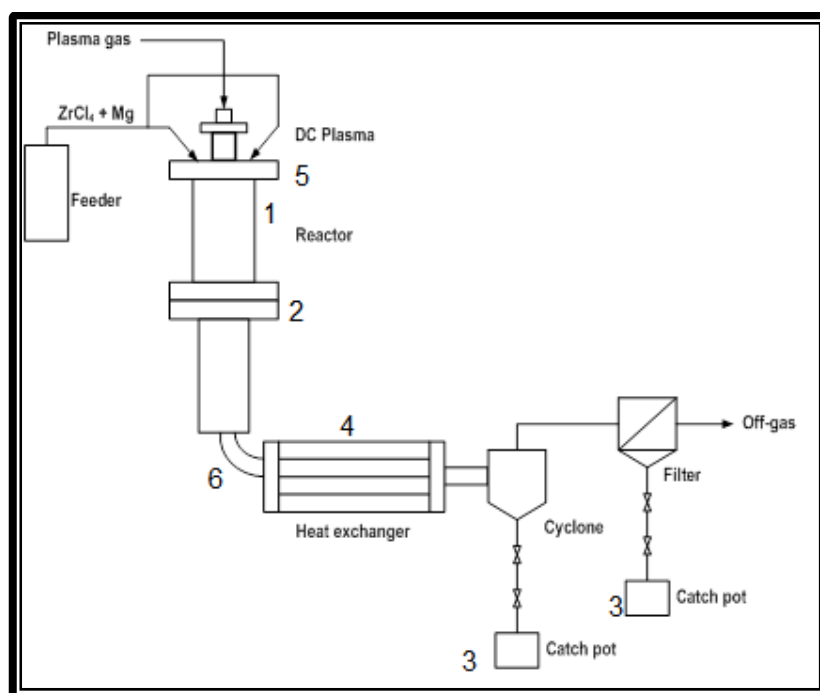 Plasma gas
ZrCl₄ + Mg
DC Plasma
5
Feeder
1
Reactor
2
4
6
Heat exchanger
Cyclone
Off-gas
Filter
3
Catch pot
3
Catch pot